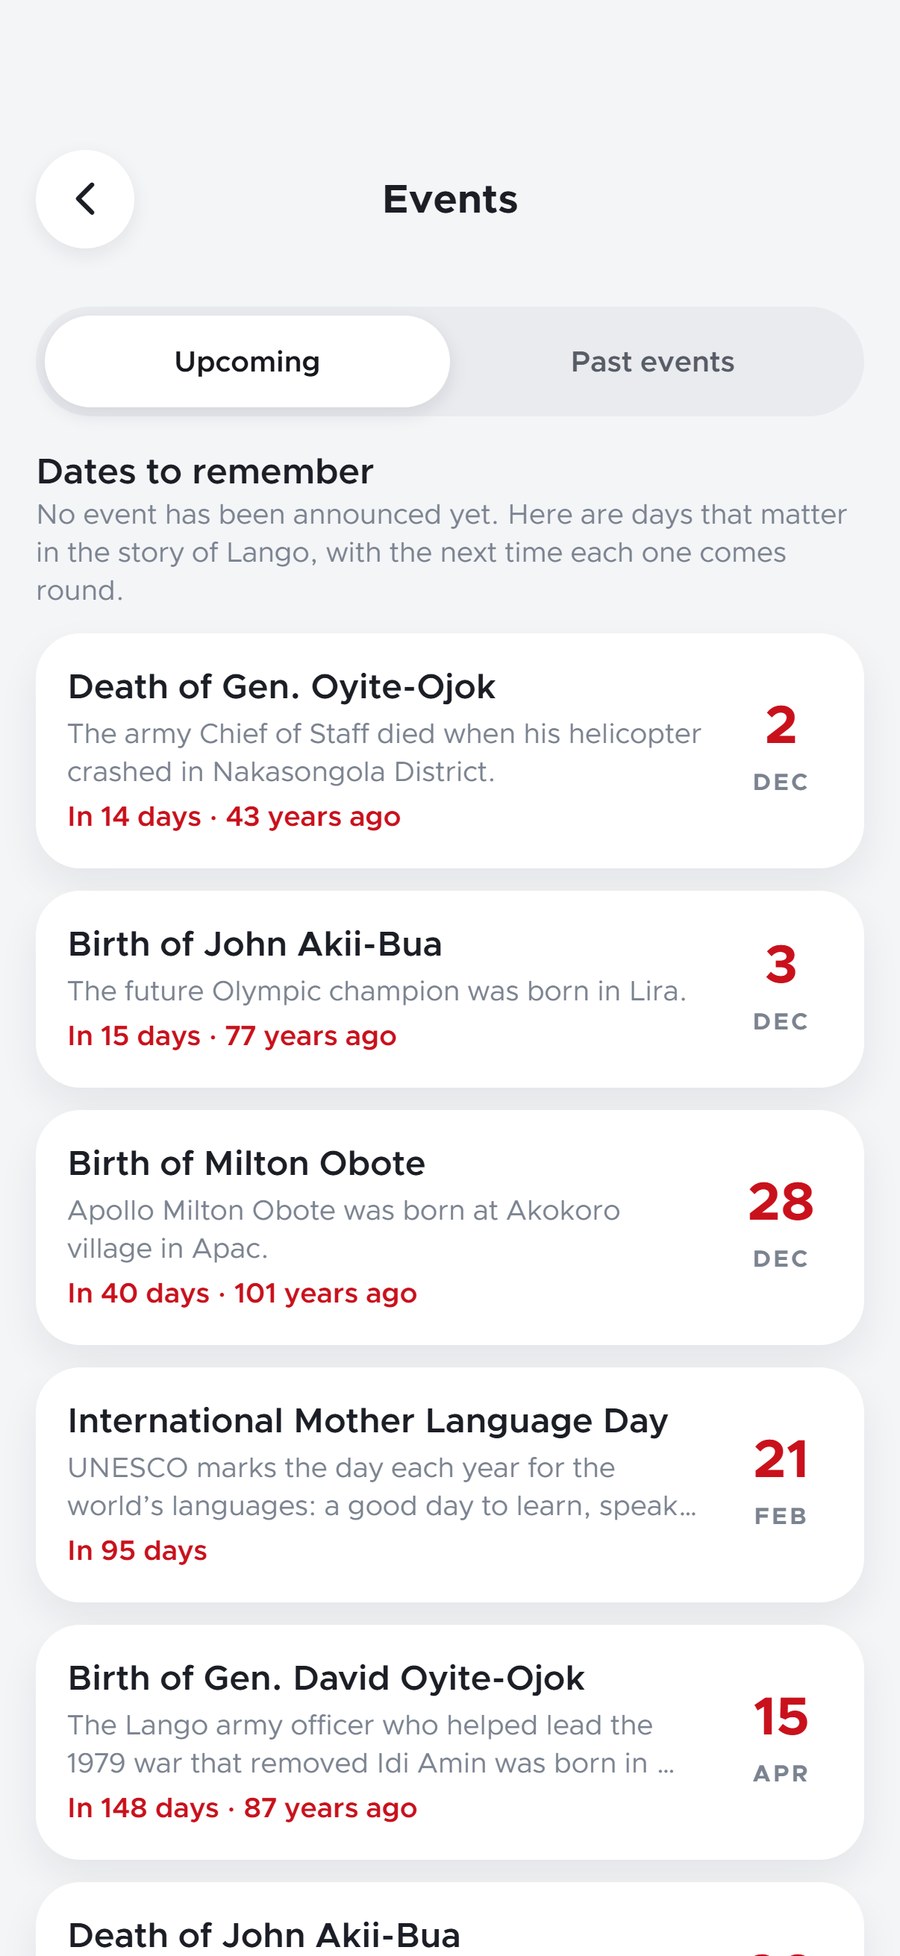 Events
Upcoming
Past events
Dates to remember
No event has been announced yet. Here are days that matter
in the story of Lango, with the next time each one comes
round.
Death of Gen. Oyite-Ojok
The army Chief of Staff died when his helicopter
crashed in Nakasongola District.
In 14 days · 43 years ago
2
DEC
Birth of John Akii-Bua
The future Olympic champion was born in Lira.
In 15 days · 77 years ago
3
DEC
Birth of Milton Obote
Apollo Milton Obote was born at Akokoro
village in Apac.
In 40 days · 101 years ago
28
DEC
International Mother Language Day
UNESCO marks the day each year for the
world’s languages: a good day to learn, speak…
In 95 days
21
FEB
Birth of Gen. David Oyite-Ojok
The Lango army officer who helped lead the
1979 war that removed Idi Amin was born in …
In 148 days · 87 years ago
15
APR
Death of John Akii-Bua